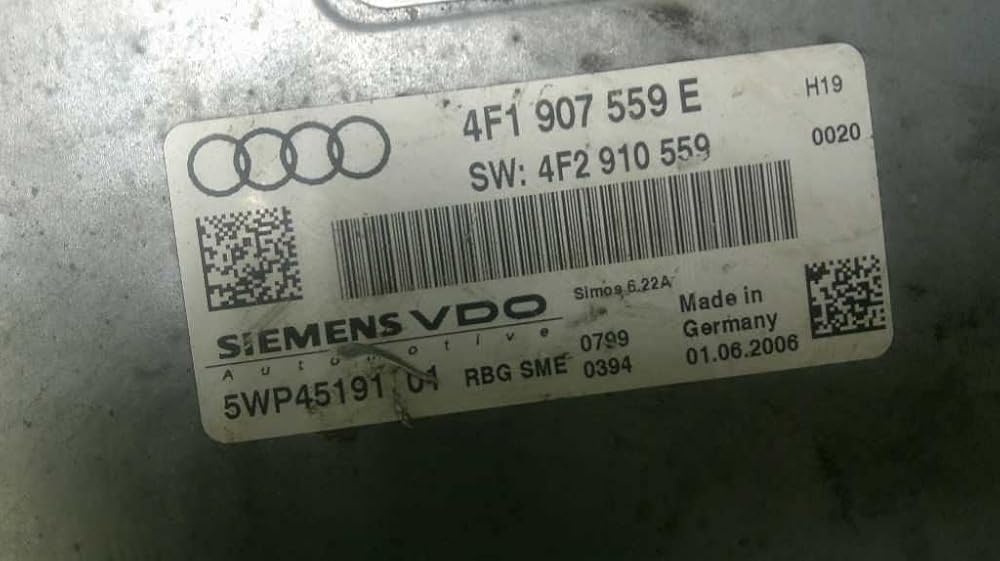 4F1 907 559 E
H19
SW: 4F2 910 559
0020
Simos 6.22A
SIEMENS VDO
Automotive
Made in
Germany
01.06.2006
5WP45191 01
RBG SME
0799
0394